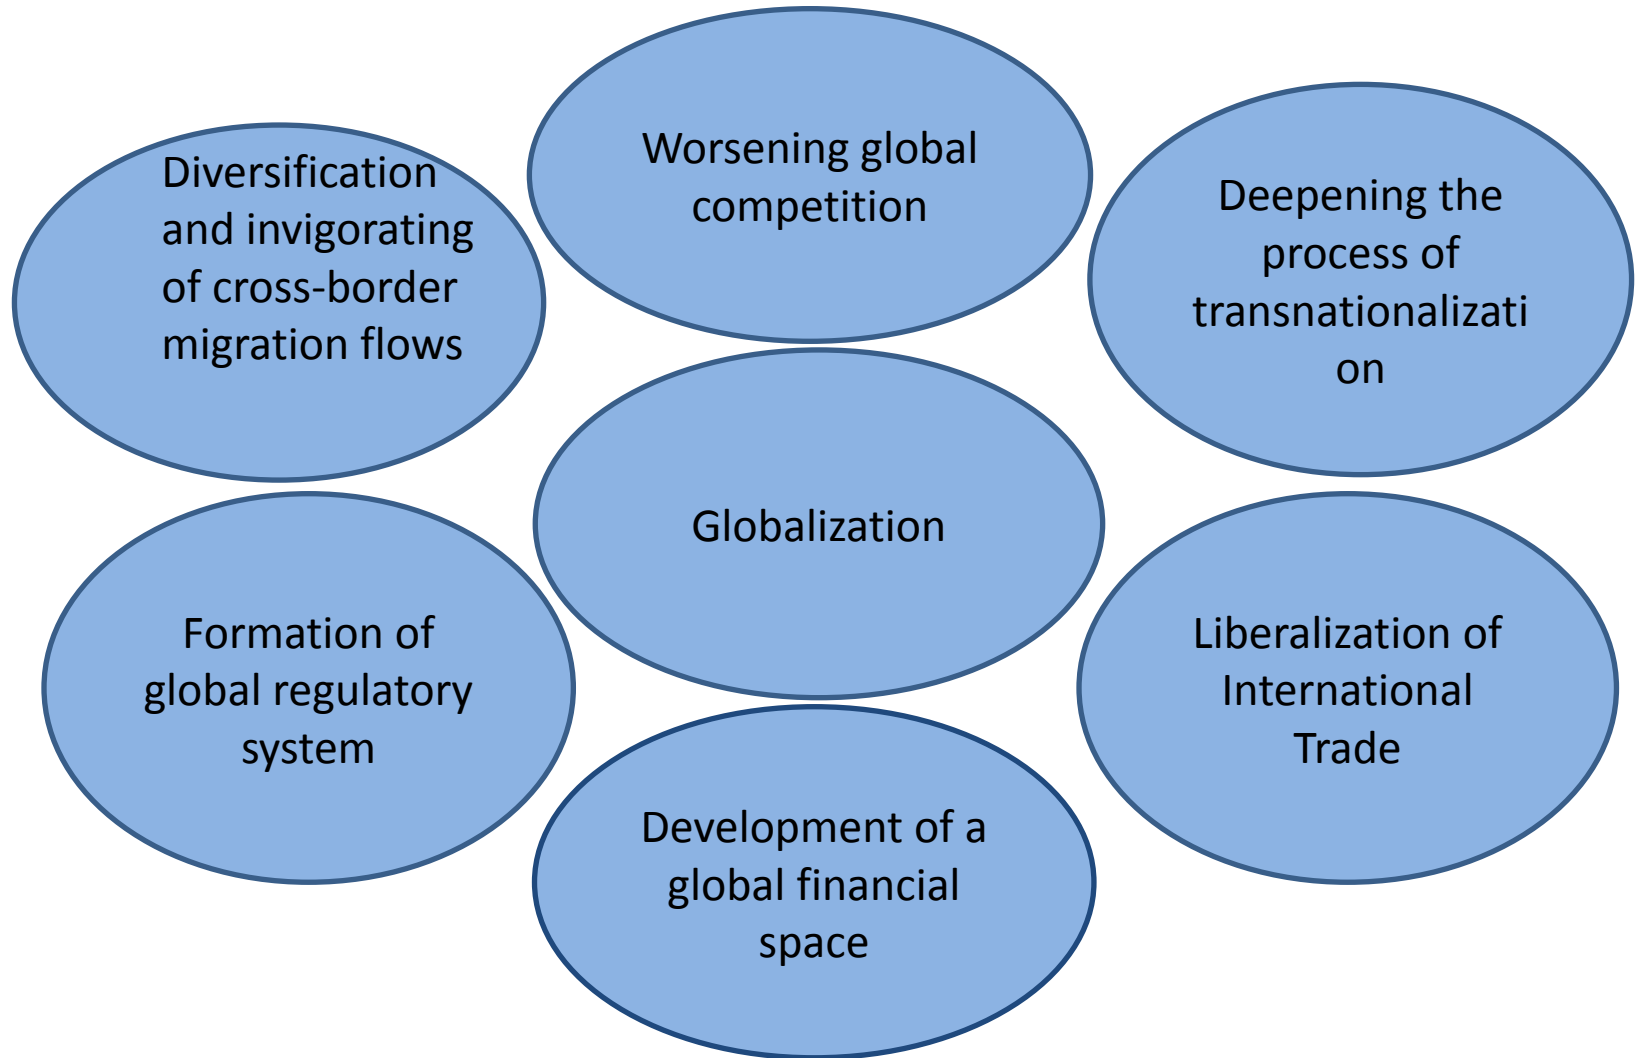 Worsening global
competition
Diversification
and invigorating
of cross-border
migration flows
Deepening the
process of
transnationalizati
on
Globalization
Formation of
global regulatory
system
Liberalization of
International
Trade
Development of a
global financial
space